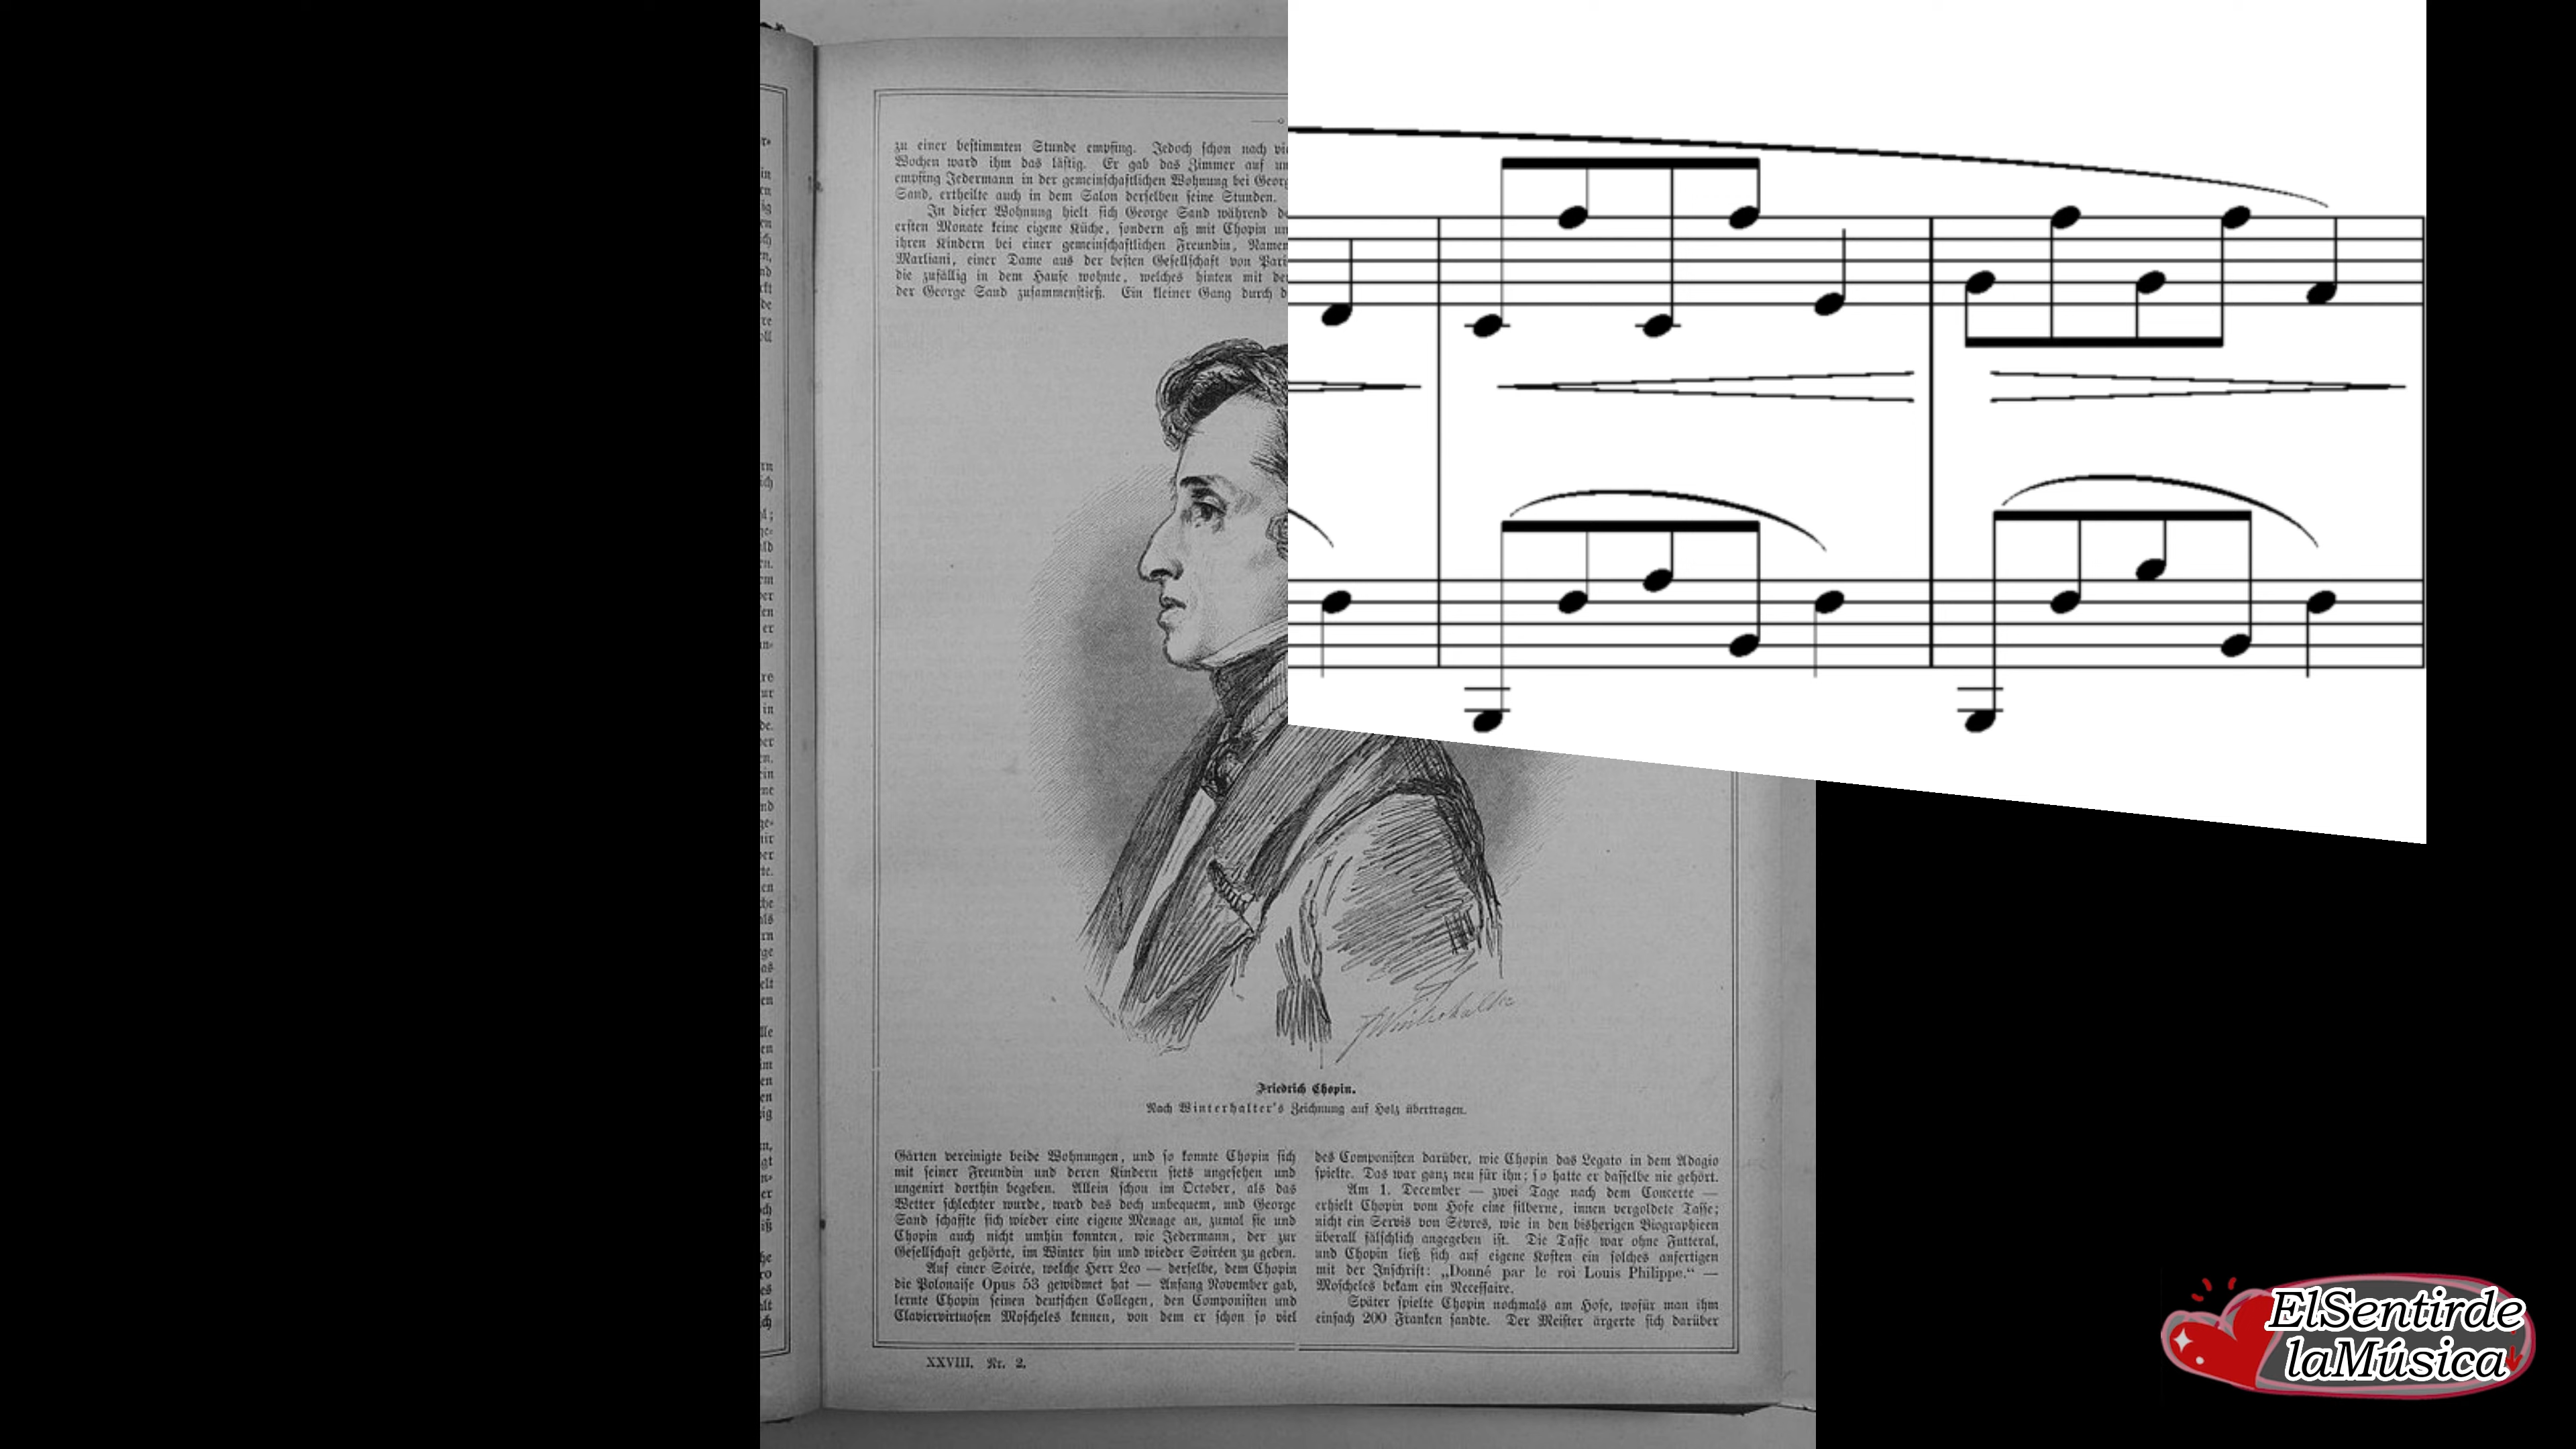 zu einer bestimmten Stunde empfing. Jedoch schon nach
Wochen ward ihm das lästig. Er gab das Zimmer auf
empfing Jedermann in der gemeinschaftlichen Wohnung bei
Sand, ertheilte auch in dem Salon derselben seine Stunden.
In dieser Wohnung hielt sich George Sand während
ersten Monate keine eigene Küche, sondern aß mit Chopin
ihren Kindern bei einer gemeinschaftlichen Freundin,
Marliani, einer Dame aus der besten Gesellschaft von
die zufällig in dem Hause wohnte, welches hinten mit
der George Sand zusammenstieß. Ein kleiner Gang durch
Friedrich Chopin.
Nach Winterhalter's Zeichnung auf Holz übertragen.
Gärten vereinigte beide Wohnungen, und so konnte Chopin sich
mit seiner Freundin und deren Kindern stets ungesehen und
ungenirt dorthin begeben. Allein schon im October, als das
Wetter schlechter wurde, ward das doch unbequem, und George
Sand schaffte sich wieder eine eigene Menage an, zumal sie und
Chopin auch nicht umhin konnten, wie Jedermann, der zur
Gesellschaft gehörte, im Winter hin und wieder Soiréen zu geben.
Auf einer Soirée, welche Herr Leo — derselbe, dem Chopin
die Polonaise Opus 53 gewidmet hat — Anfang November gab,
lernte Chopin seinen deutschen Collegen, den Componisten und
Claviervirtuosen Moscheles kennen, von dem er schon so viel
des Componisten darüber, wie Chopin das Legato in dem Adagio
spielte. Das war ganz neu für ihn; so hatte er dasselbe nie gehört.
Am 1. December — zwei Tage nach dem Concerte —
erhielt Chopin vom Hofe eine silberne, innen vergoldete Tasse;
nicht ein Servis von Sèvres, wie in den bisherigen Biographieen
überall fälschlich angegeben ist. Die Tasse war ohne Futteral,
und Chopin ließ sich auf eigene Kosten ein solches anfertigen
mit der Inschrift: „Donné par le roi Louis Philippe.“ —
Moscheles bekam ein Necessaire.
Später spielte Chopin nochmals am Hofe, wofür man ihm
einfach 200 Franken sandte. Der Meister ärgerte sich darüber
XXVIII. Nr. 2.
ElSentirde
laMúsica